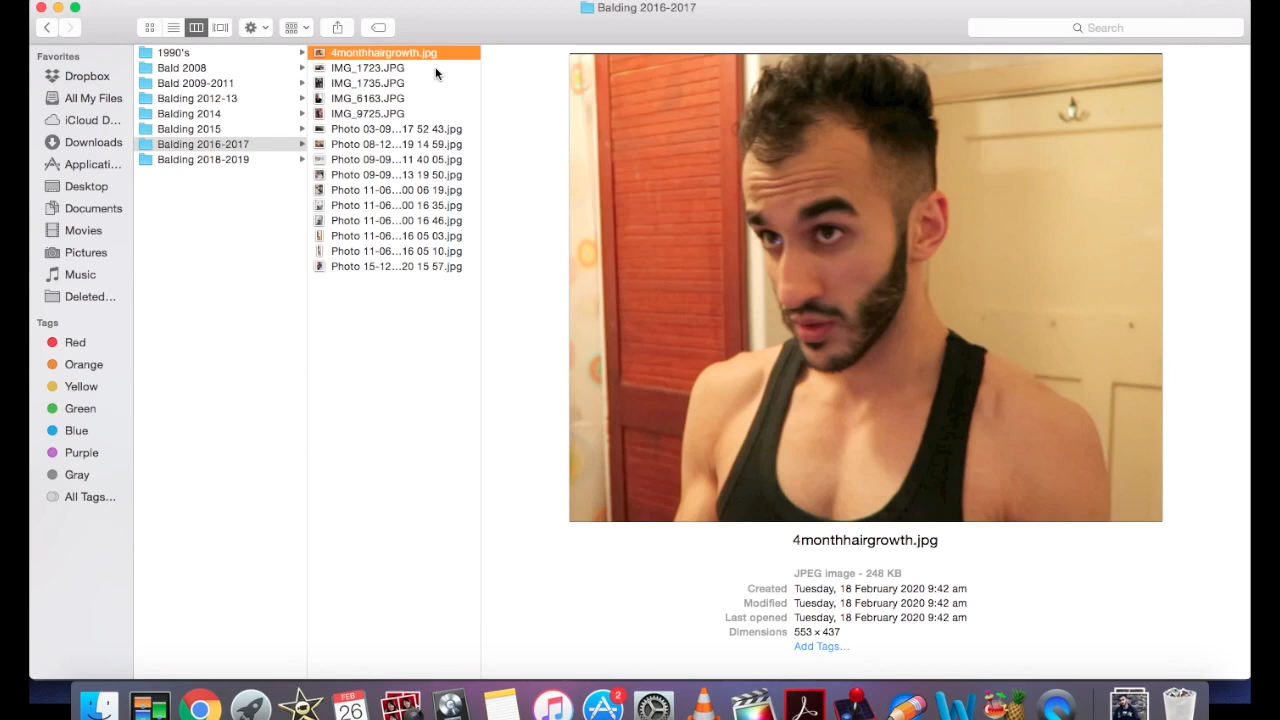 Balding 2016-2017
Search
Favorites
Dropbox
All My Files
iCloud D...
Downloads
Applicati...
Desktop
Documents
Movies
Pictures
Music
Deleted...
Tags
Red
Orange
Yellow
Green
Blue
Purple
Gray
All Tags...
1990's
Bald 2008
Bald 2009-2011
Balding 2012-13
Balding 2014
Balding 2015
Balding 2016-2017
Balding 2018-2019
4monthhairgrowth.jpg
IMG_1723.JPG
IMG_1735.JPG
IMG_6163.JPG
IMG_9725.JPG
Photo 03-09...17 52 43.jpg
Photo 08-12...19 14 59.jpg
Photo 09-09...11 40 05.jpg
Photo 09-09...13 19 50.jpg
Photo 11-06...00 06 19.jpg
Photo 11-06...00 16 35.jpg
Photo 11-06...00 16 46.jpg
Photo 11-06...16 05 03.jpg
Photo 11-06...16 05 10.jpg
Photo 15-12...20 15 57.jpg
4monthhairgrowth.jpg
JPEG image - 248 KB
Created Tuesday, 18 February 2020 9:42 am
Modified Tuesday, 18 February 2020 9:42 am
Last opened Tuesday, 18 February 2020 9:42 am
Dimensions 553 × 437
Add Tags...
FEB
26
2